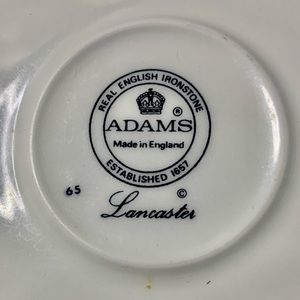 REAL ENGLISH IRONSTONE
ADAMS ®
Made in England
ESTABLISHED 1657
65
©
Lancaster